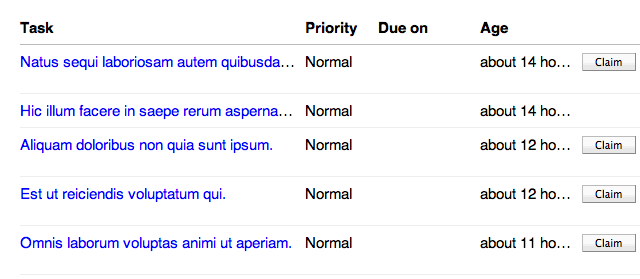 Task Priority Due on Age
Natus sequi laboriosam autem quibusda… Normal about 14 ho… Claim
Hic illum facere in saepe rerum asperna… Normal about 14 ho…
Aliquam doloribus non quia sunt ipsum. Normal about 12 ho… Claim
Est ut reiciendis voluptatum qui. Normal about 12 ho… Claim
Omnis laborum voluptas animi ut aperiam. Normal about 11 ho… Claim